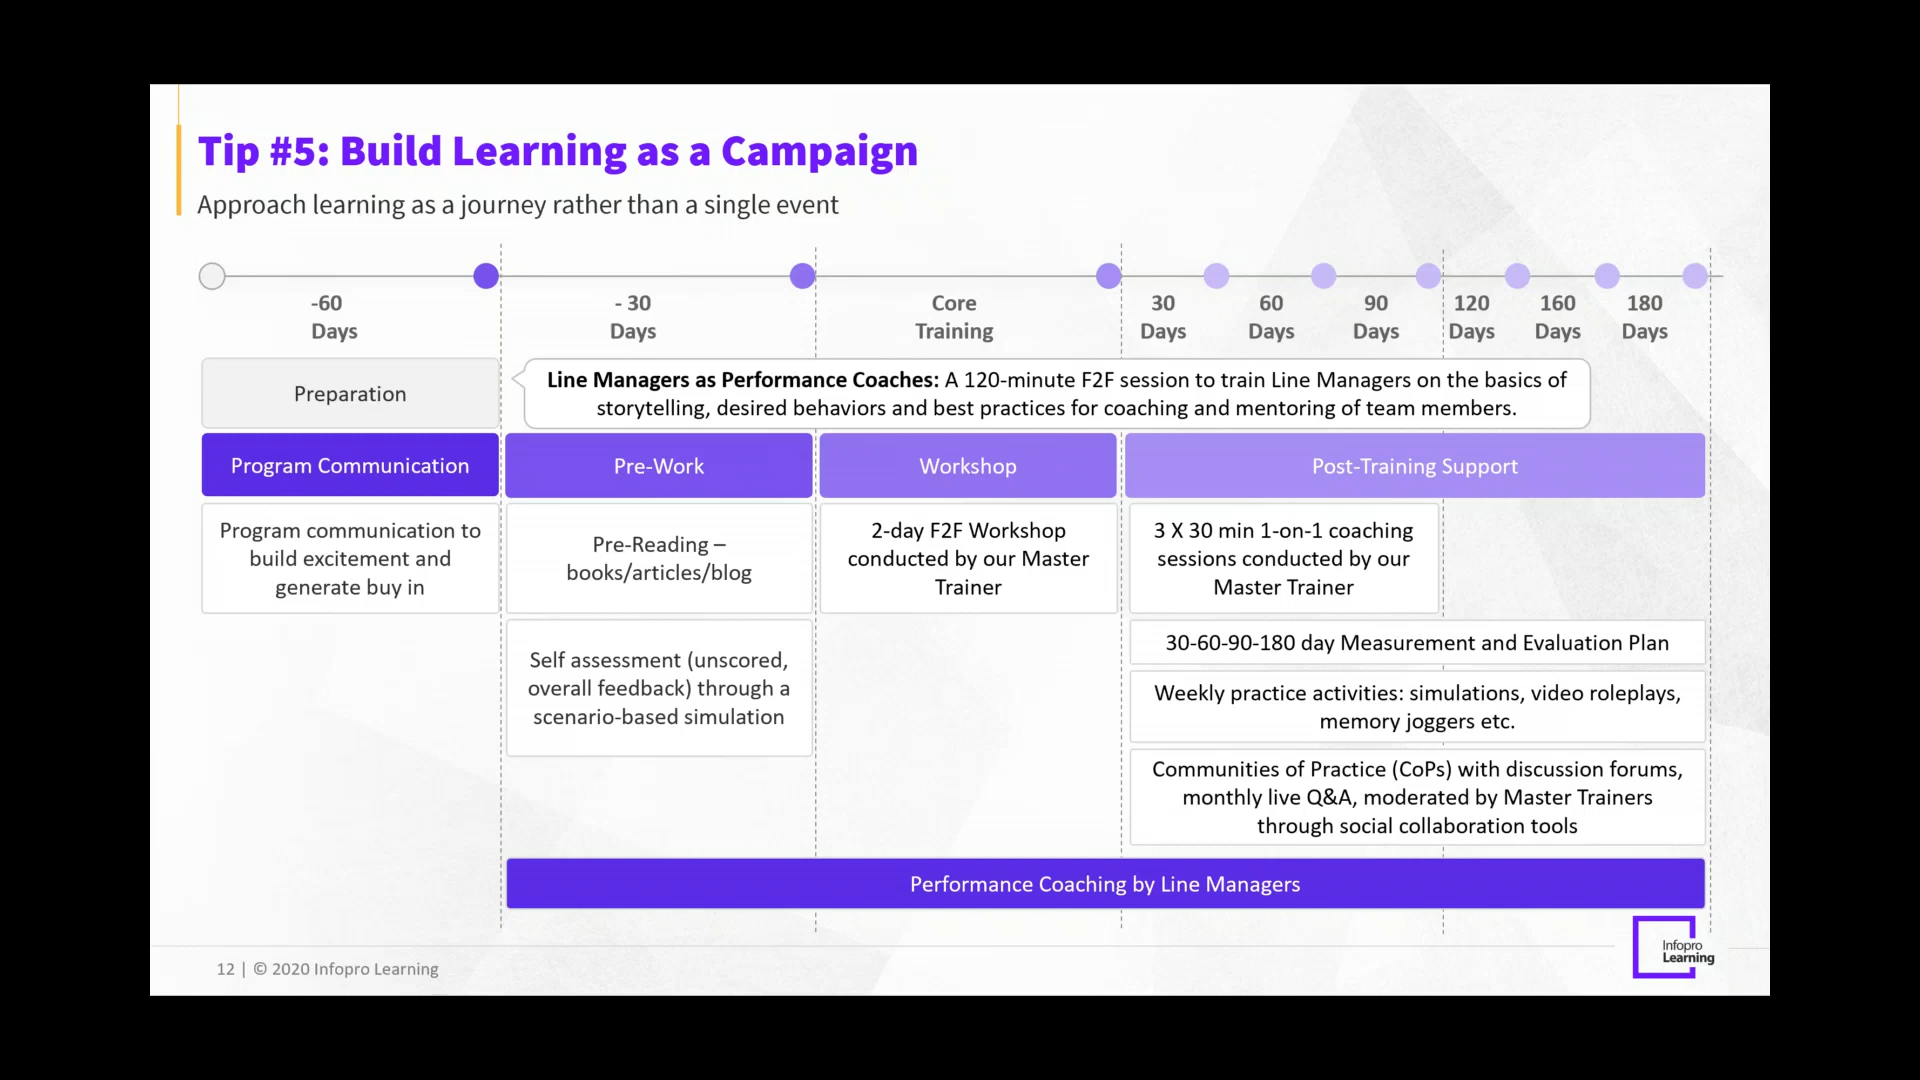 Tip #5: Build Learning as a Campaign
Approach learning as a journey rather than a single event
-60
Days
- 30
Days
Core
Training
30
Days
60
Days
90
Days
120
Days
160
Days
180
Days
Preparation
Line Managers as Performance Coaches: A 120-minute F2F session to train Line Managers on the basics of
storytelling, desired behaviors and best practices for coaching and mentoring of team members.
Program Communication
Pre-Work
Workshop
Post-Training Support
Program communication to
build excitement and
generate buy in
Pre-Reading –
books/articles/blog
2-day F2F Workshop
conducted by our Master
Trainer
3 X 30 min 1-on-1 coaching
sessions conducted by our
Master Trainer
Self assessment (unscored,
overall feedback) through a
scenario-based simulation
30-60-90-180 day Measurement and Evaluation Plan
Weekly practice activities: simulations, video roleplays,
memory joggers etc.
Communities of Practice (CoPs) with discussion forums,
monthly live Q&A, moderated by Master Trainers
through social collaboration tools
Performance Coaching by Line Managers
12 | © 2020 Infopro Learning
Infopro
Learning